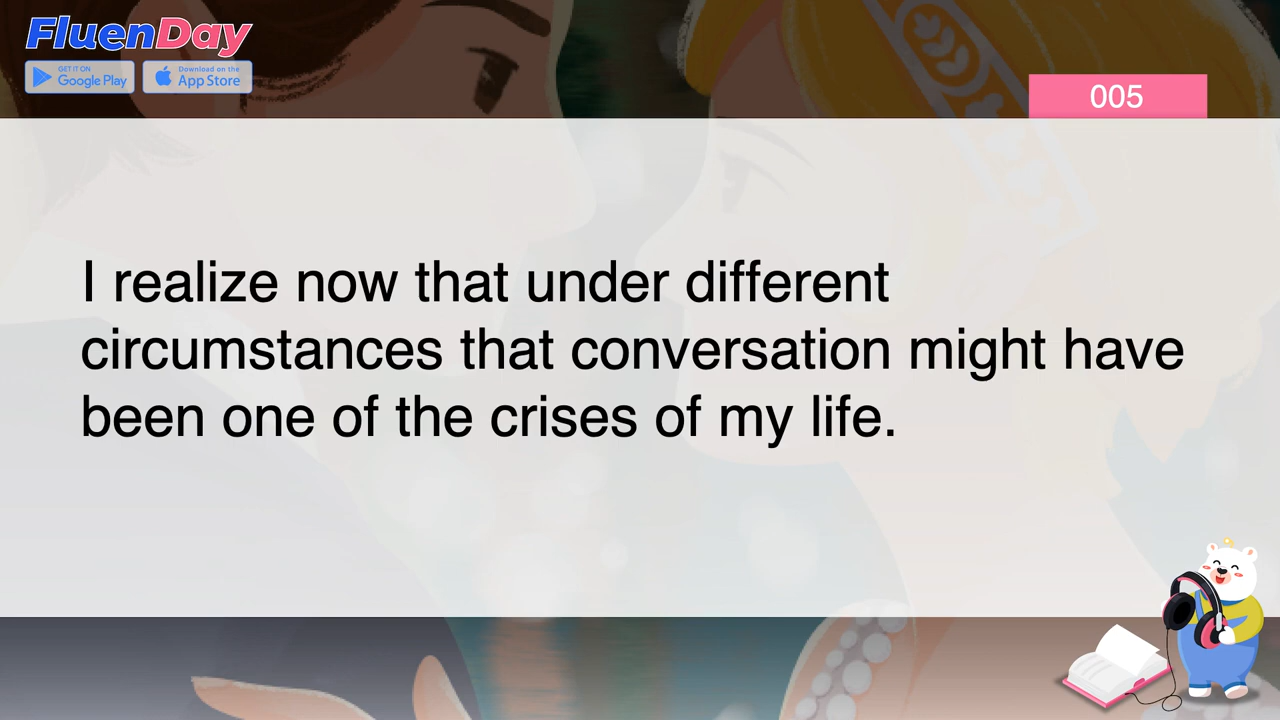 FluenDay
GET IT ON
Google Play
Download on the
App Store
005
I realize now that under different
circumstances that conversation might have
been one of the crises of my life.